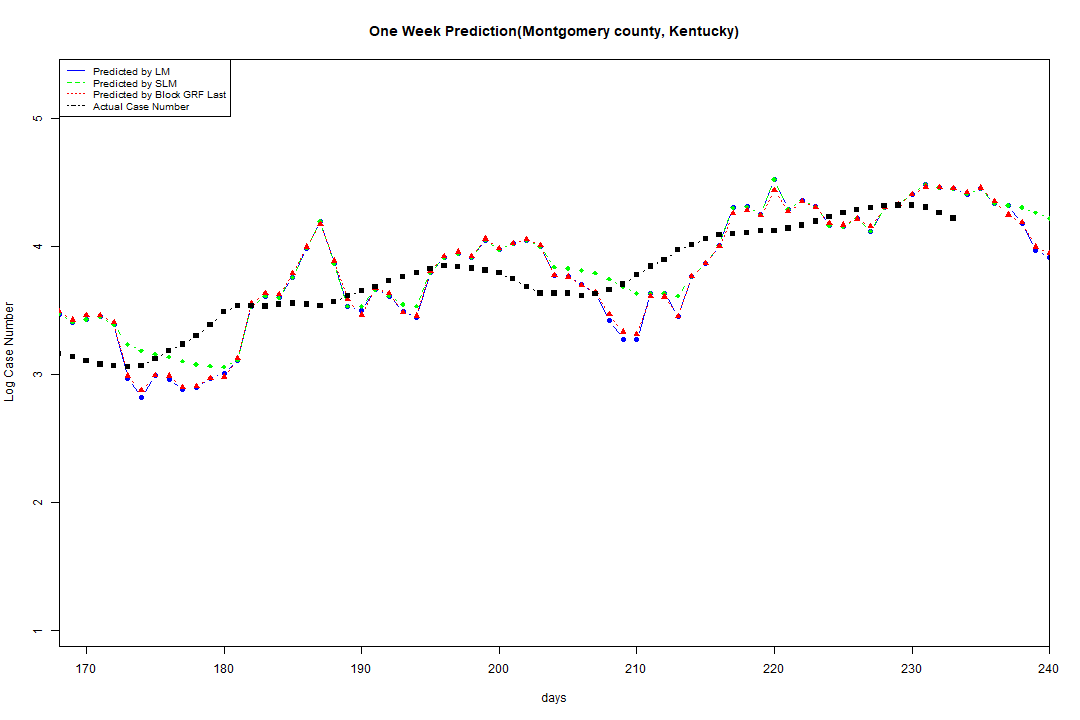 One Week Prediction(Montgomery county, Kentucky)
Predicted by LM
Predicted by SLM
Predicted by Block GRF Last
Actual Case Number
5
4
3
2
1
Log Case Number
170 180 190 200 210 220 230 240
days